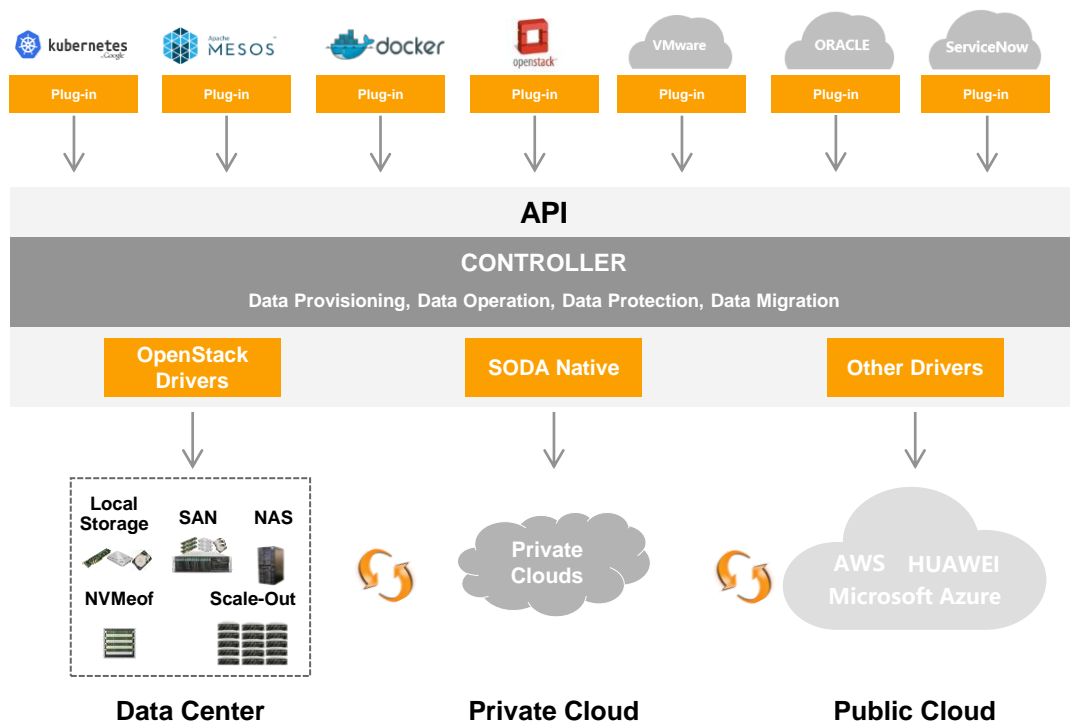 kubernetes
by Google
Apache
MESOS
docker
openstack
VMware
ORACLE
ServiceNow
Plug-in
Plug-in
Plug-in
Plug-in
Plug-in
Plug-in
Plug-in
API
CONTROLLER
Data Provisioning, Data Operation, Data Protection, Data Migration
OpenStack
Drivers
SODA Native
Other Drivers
Local
Storage
SAN
NAS
NVMeof
Scale-Out
Private
Clouds
AWS HUAWEI
Microsoft Azure
Data Center
Private Cloud
Public Cloud